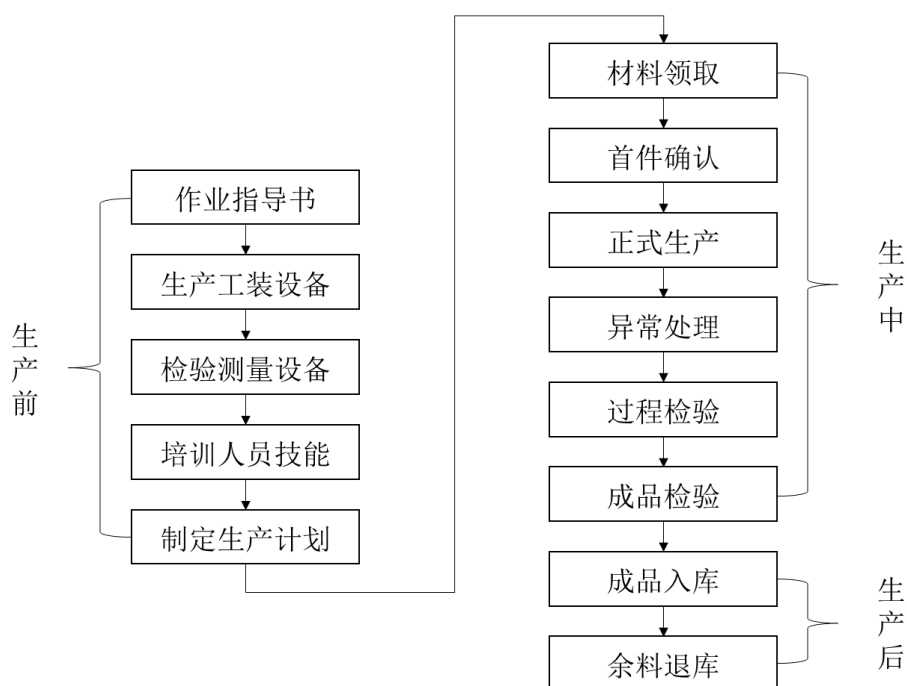 生产前
作业指导书
生产工装设备
检验测量设备
培训人员技能
制定生产计划
材料领取
首件确认
正式生产
异常处理
过程检验
成品检验
生产中
成品入库
余料退库
生产后